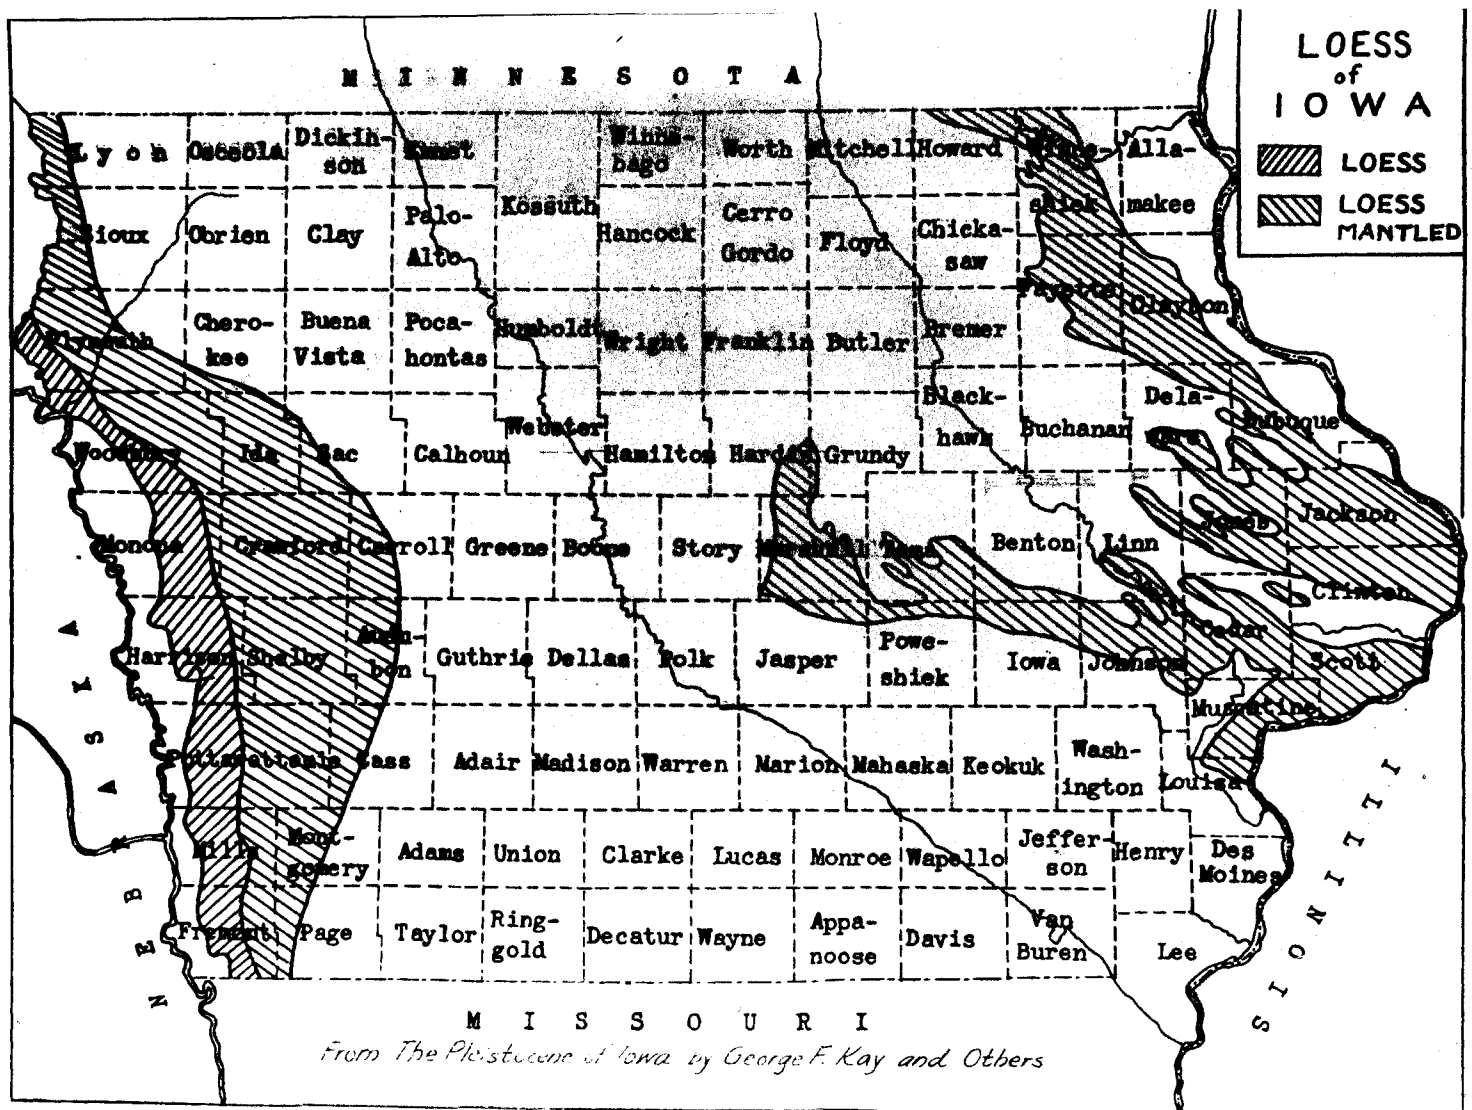 LOESS
of
IOWA
LOESS
LOESS
MANTLED
MINNESOTA
Lyon Osceola Dickin-
son Emmet Winne-
bago Worth Mitchell Howard Winne-
shiek Alla-
makee
Sioux Obrien Clay Palo-
Alto Kossuth Hancock Cerro
Gordo Floyd Chicka-
saw Fayette Clayton
Plymouth Chero-
kee Buena
Vista Poca-
hontas Humboldt Wright Franklin Butler Bremer
Black-
hawk Buchanan Dela-
ware Dubuque
Woodbury Ida Sac Calhoun Webster Hamilton Hardin Grundy
Monona Crawford Carroll Greene Boone Story Marshall Tama Benton Linn Jones Jackson
Clinton
Harrison Shelby Audu-
bon Guthrie Dellas Polk Jasper Powe-
shiek Iowa Johnson Cedar Scott
Muscatine
Pottawattamie Cass Adair Madison Warren Marion Mahaska Keokuk Wash-
ington Louisa
Mills Mont-
gomery Adams Union Clarke Lucas Monroe Wapello Jeffer-
son Henry Des
Moines
Fremont Page Taylor Ring-
gold Decatur Wayne Appa-
noose Davis Van
Buren Lee
NEBRASKA
ILLINOIS
MISSOURI
From The Pleistocene of Iowa by George F. Kay and Others